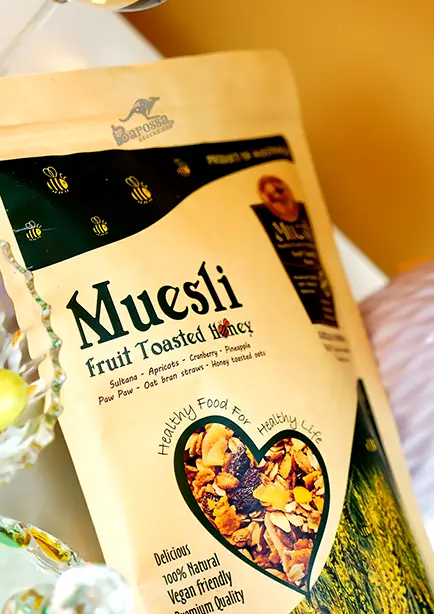 Barossa
PRODUCT OF AUSTRALIA
Muesli
Fruit Toasted Honey
Sultana - Apricots - Cranberry - Pineapple
Paw Paw - Oat bran straws - Honey toasted oats
Healthy Food For Healthy Life
Delicious
100% Natural
Vegan Friendly
Premium Quality